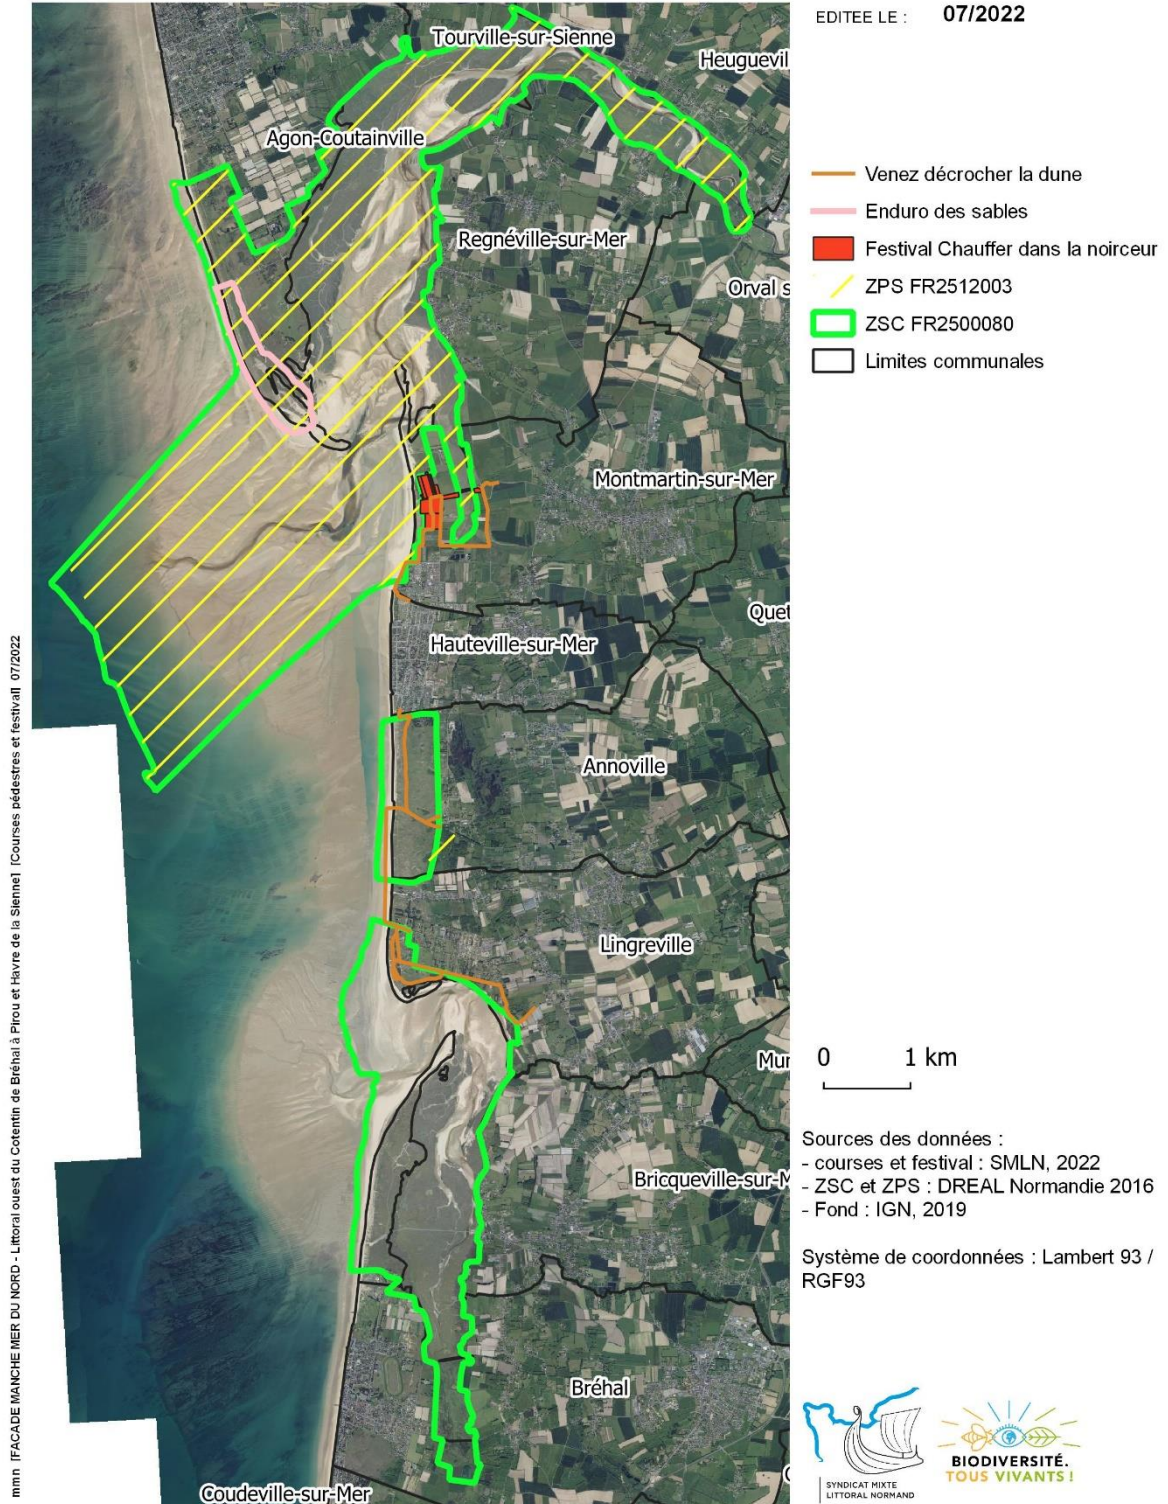 EDITEE LE : 07/2022
Tourville-sur-Sienne
Heuguevil
Agon-Coutainville
Regnéville-sur-Mer
Orval s
Montmartin-sur-Mer
Quet
Hauteville-sur-Mer
Annoville
Lingreville
Mur
Bricqueville-sur-M
Bréhal
Coudeville-sur-Mer
Venez décrocher la dune
Enduro des sables
Festival Chauffer dans la noirceur
ZPS FR2512003
ZSC FR2500080
Limites communales
0 1 km
Sources des données :
- courses et festival : SMLN, 2022
- ZSC et ZPS : DREAL Normandie 2016
- Fond : IGN, 2019
Système de coordonnées : Lambert 93 /
RGF93
SYNDICAT MIXTE
LITTORAL NORMAND
BIODIVERSITÉ.
TOUS VIVANTS !
mmn [FACADE MANCHE MER DU NORD - Littoral ouest du Cotentin de Bréhal à Pirou et Havre de la Sienne] [Courses pédestres et festival] 07/2022